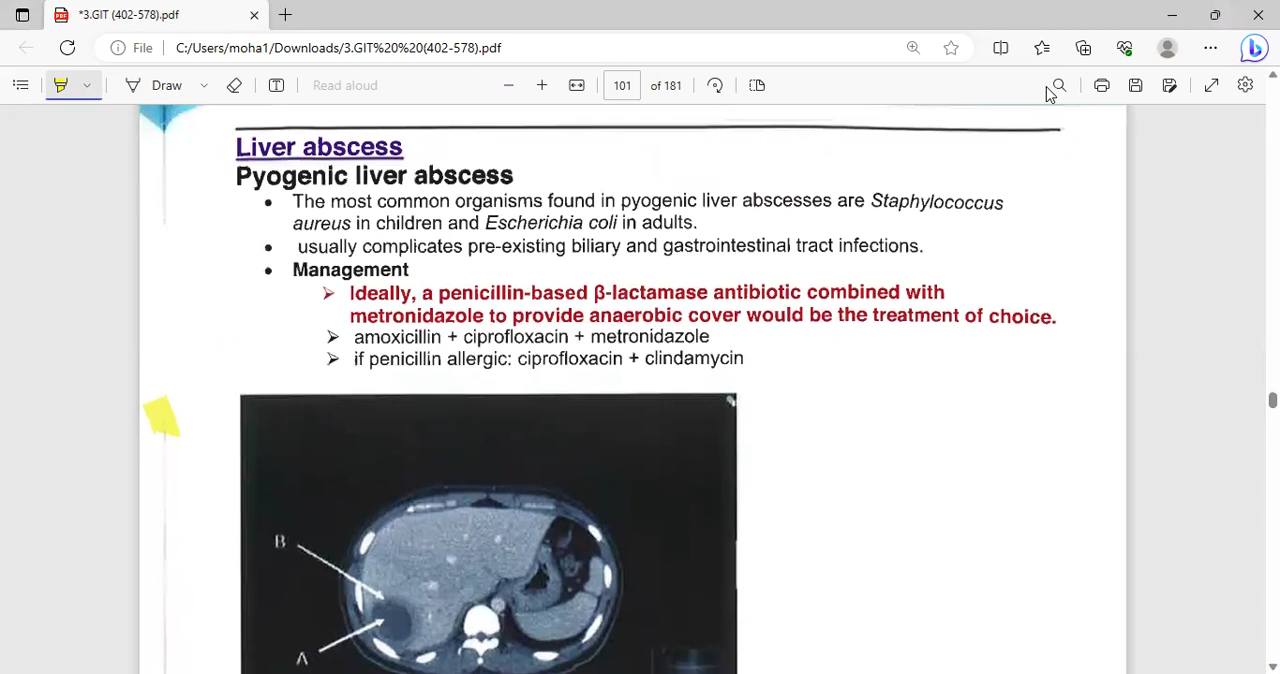 *3.GIT (402-578).pdf
File C:/Users/moha1/Downloads/3.GIT%20%20(402-578).pdf
Draw Read aloud 101 of 181
Liver abscess
Pyogenic liver abscess
• The most common organisms found in pyogenic liver abscesses are Staphylococcus
aureus in children and Escherichia coli in adults.
• usually complicates pre-existing biliary and gastrointestinal tract infections.
• Management
➢ Ideally, a penicillin-based β-lactamase antibiotic combined with
metronidazole to provide anaerobic cover would be the treatment of choice.
➢ amoxicillin + ciprofloxacin + metronidazole
➢ if penicillin allergic: ciprofloxacin + clindamycin
B
A